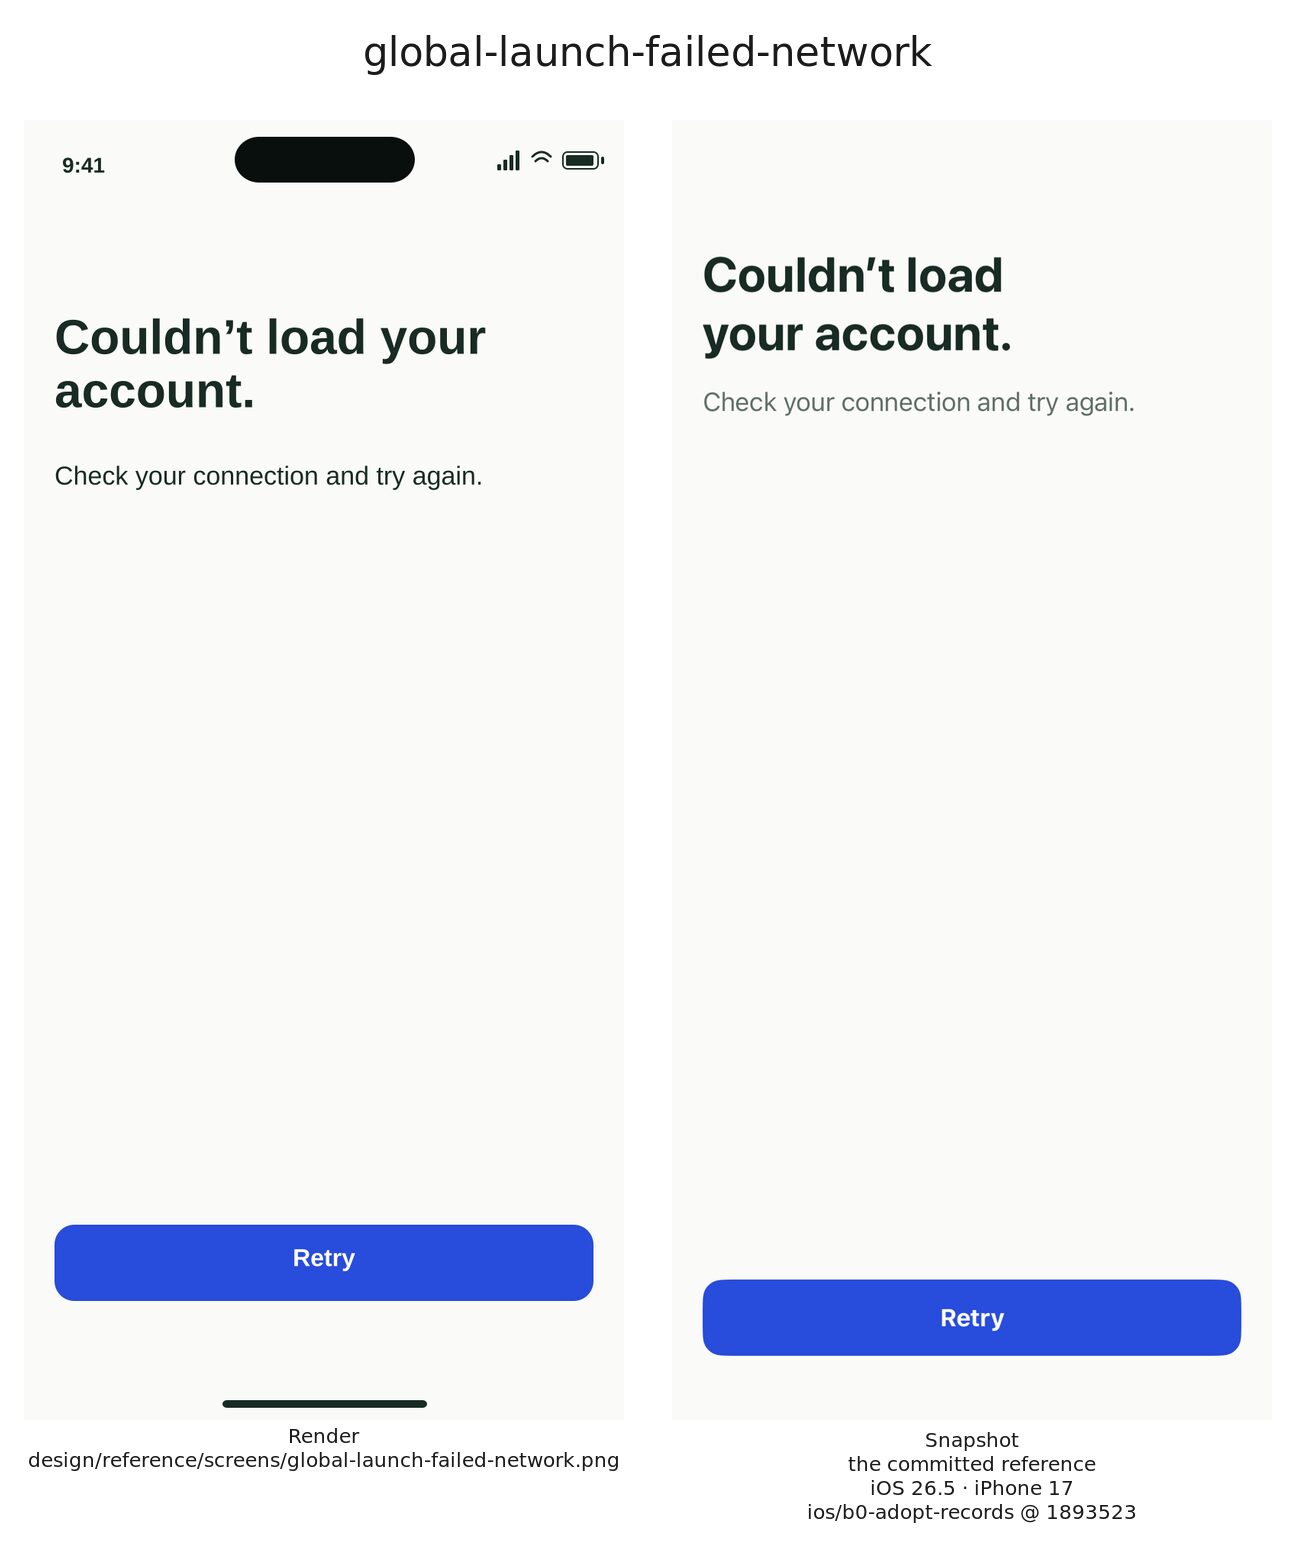 global-launch-failed-network
9:41
Couldn’t load your
account.
Check your connection and try again.
Retry
Render
design/reference/screens/global-launch-failed-network.png
Couldn’t load
your account.
Check your connection and try again.
Retry
Snapshot
the committed reference
iOS 26.5 · iPhone 17
ios/b0-adopt-records @ 1893523